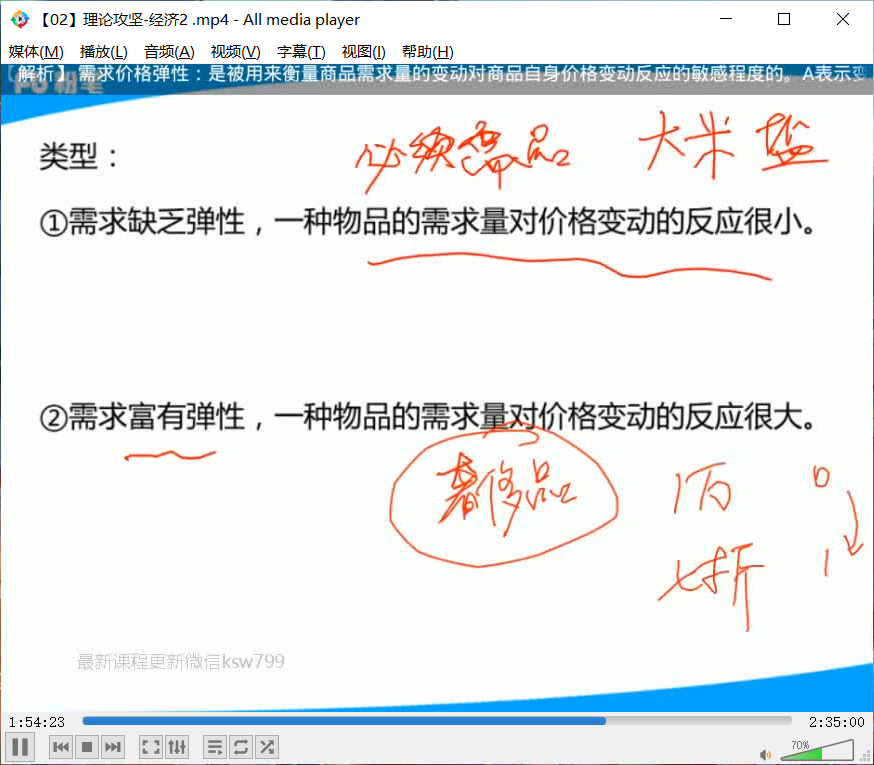 【02】理论攻坚-经济2 .mp4 - All media player
媒体(M) 播放(L) 音频(A) 视频(V) 字幕(T) 视图(I) 帮助(H)
【解析】需求价格弹性：是被用来衡量商品需求量的变动对商品自身价格变动反应的敏感程度的。A表示变
粉笔
必须需品 大米 盐
类型：
①需求缺乏弹性，一种物品的需求量对价格变动的反应很小。
②需求富有弹性，一种物品的需求量对价格变动的反应很大。
奢侈品 1万 0
七折 1
最新课程更新微信ksw799
1:54:23 2:35:00
70%